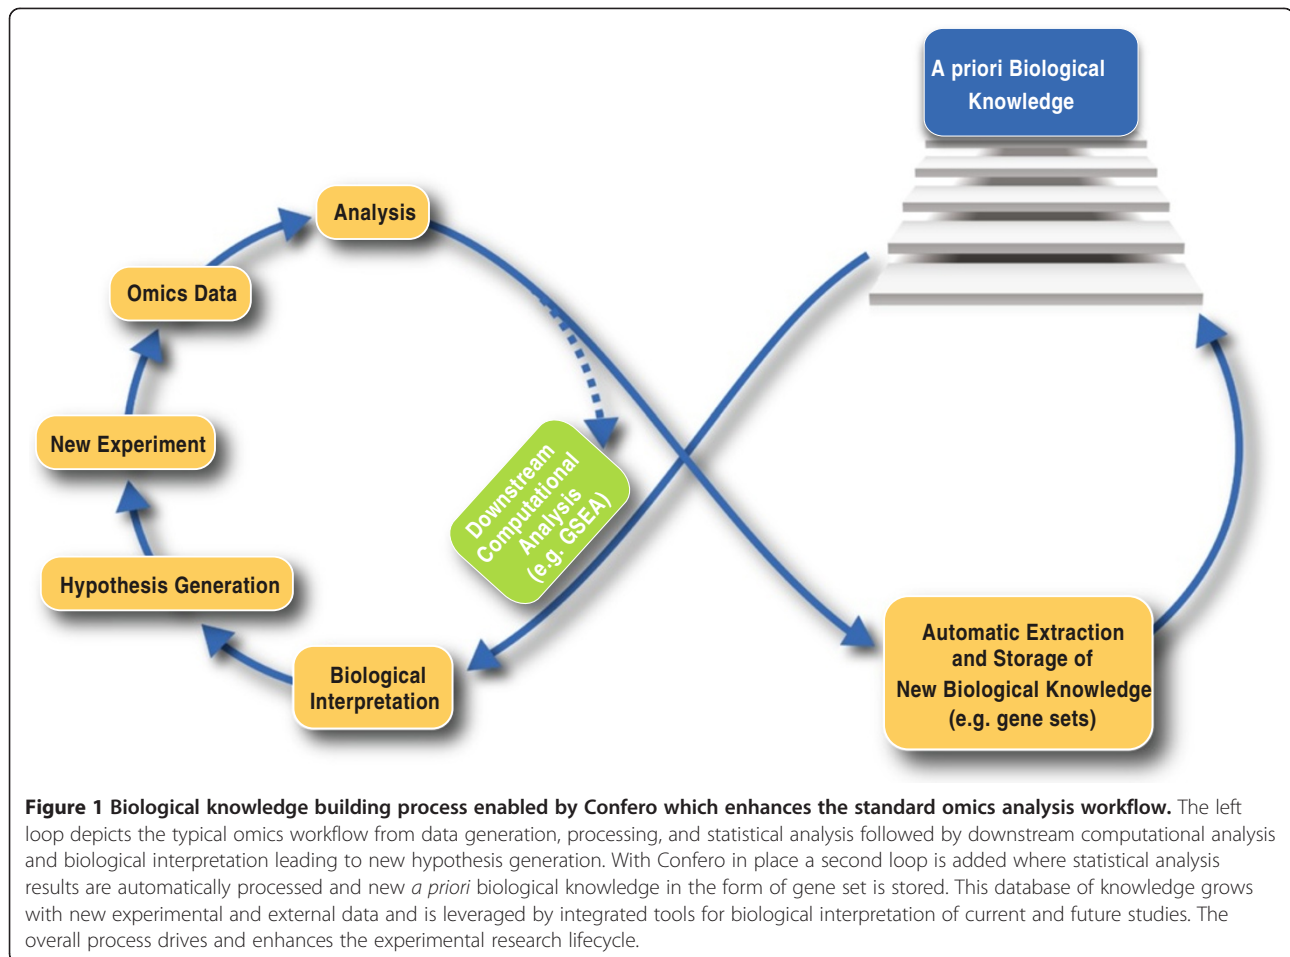 A priori Biological
Knowledge
Analysis
Omics Data
New Experiment
Downstream
Computational
Analysis
(e.g. GSEA)
Hypothesis Generation
Biological
Interpretation
Automatic Extraction
and Storage of
New Biological Knowledge
(e.g. gene sets)
Figure 1 Biological knowledge building process enabled by Confero which enhances the standard omics analysis workflow. The left
loop depicts the typical omics workflow from data generation, processing, and statistical analysis followed by downstream computational analysis
and biological interpretation leading to new hypothesis generation. With Confero in place a second loop is added where statistical analysis
results are automatically processed and new a priori biological knowledge in the form of gene set is stored. This database of knowledge grows
with new experimental and external data and is leveraged by integrated tools for biological interpretation of current and future studies. The
overall process drives and enhances the experimental research lifecycle.